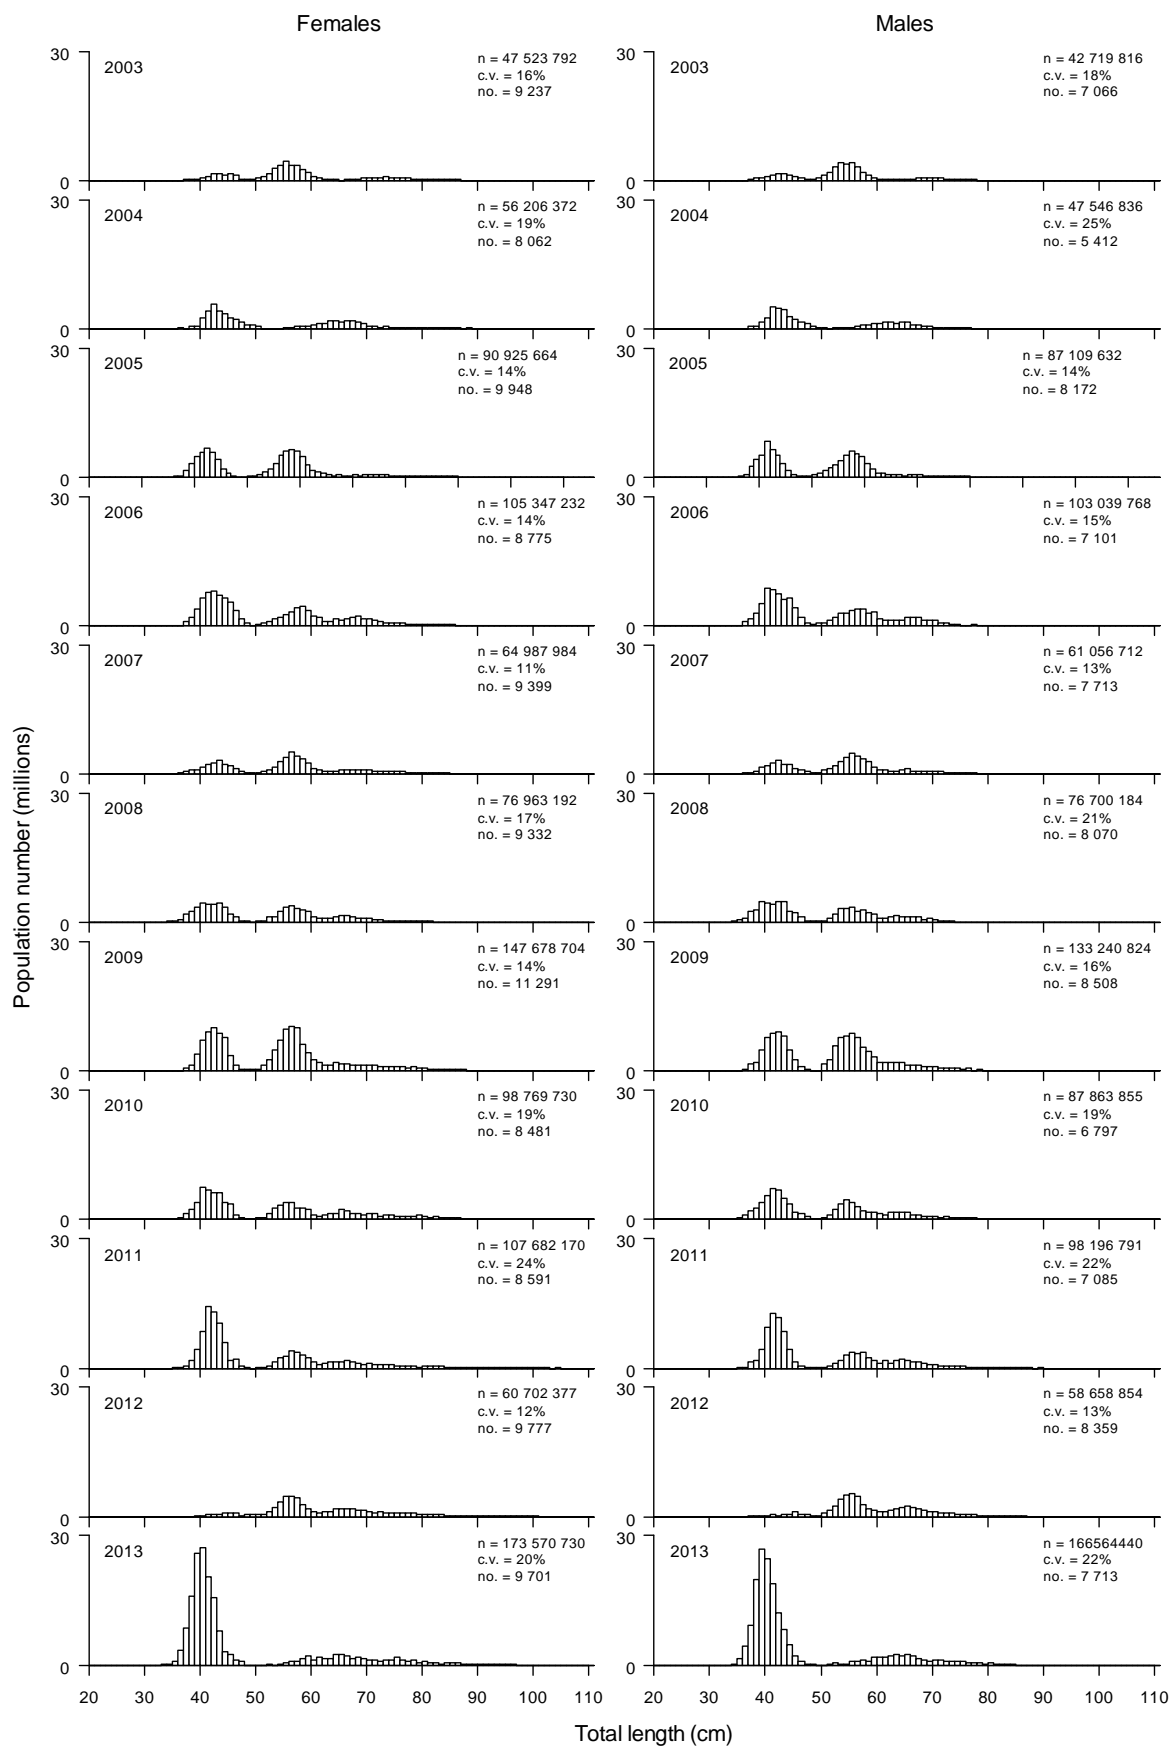 Females
Males
30
2003
n = 47 523 792
c.v. = 16%
no. = 9 237
0
2003
n = 42 719 816
c.v. = 18%
no. = 7 066
30
0
30
2004
n = 56 206 372
c.v. = 19%
no. = 8 062
0
30
2004
n = 47 546 836
c.v. = 25%
no. = 5 412
0
30
2005
n = 90 925 664
c.v. = 14%
no. = 9 948
0
30
2005
n = 87 109 632
c.v. = 14%
no. = 8 172
0
30
2006
n = 105 347 232
c.v. = 14%
no. = 8 775
0
30
2006
n = 103 039 768
c.v. = 15%
no. = 7 101
0
30
2007
n = 64 987 984
c.v. = 11%
no. = 9 399
0
30
2007
n = 61 056 712
c.v. = 13%
no. = 7 713
0
Population number (millions)
30
2008
n = 76 963 192
c.v. = 17%
no. = 9 332
0
30
2008
n = 76 700 184
c.v. = 21%
no. = 8 070
0
30
2009
n = 147 678 704
c.v. = 14%
no. = 11 291
0
30
2009
n = 133 240 824
c.v. = 16%
no. = 8 508
0
30
2010
n = 98 769 730
c.v. = 19%
no. = 8 481
0
30
2010
n = 87 863 855
c.v. = 19%
no. = 6 797
0
30
2011
n = 107 682 170
c.v. = 24%
no. = 8 591
0
30
2011
n = 98 196 791
c.v. = 22%
no. = 7 085
0
30
2012
n = 60 702 377
c.v. = 12%
no. = 9 777
0
30
2012
n = 58 658 854
c.v. = 13%
no. = 8 359
0
30
2013
n = 173 570 730
c.v. = 20%
no. = 9 701
0
30
2013
n = 166564440
c.v. = 22%
no. = 7 713
0
20 30 40 50 60 70 80 90 100 110
20 30 40 50 60 70 80 90 100 110
Total length (cm)